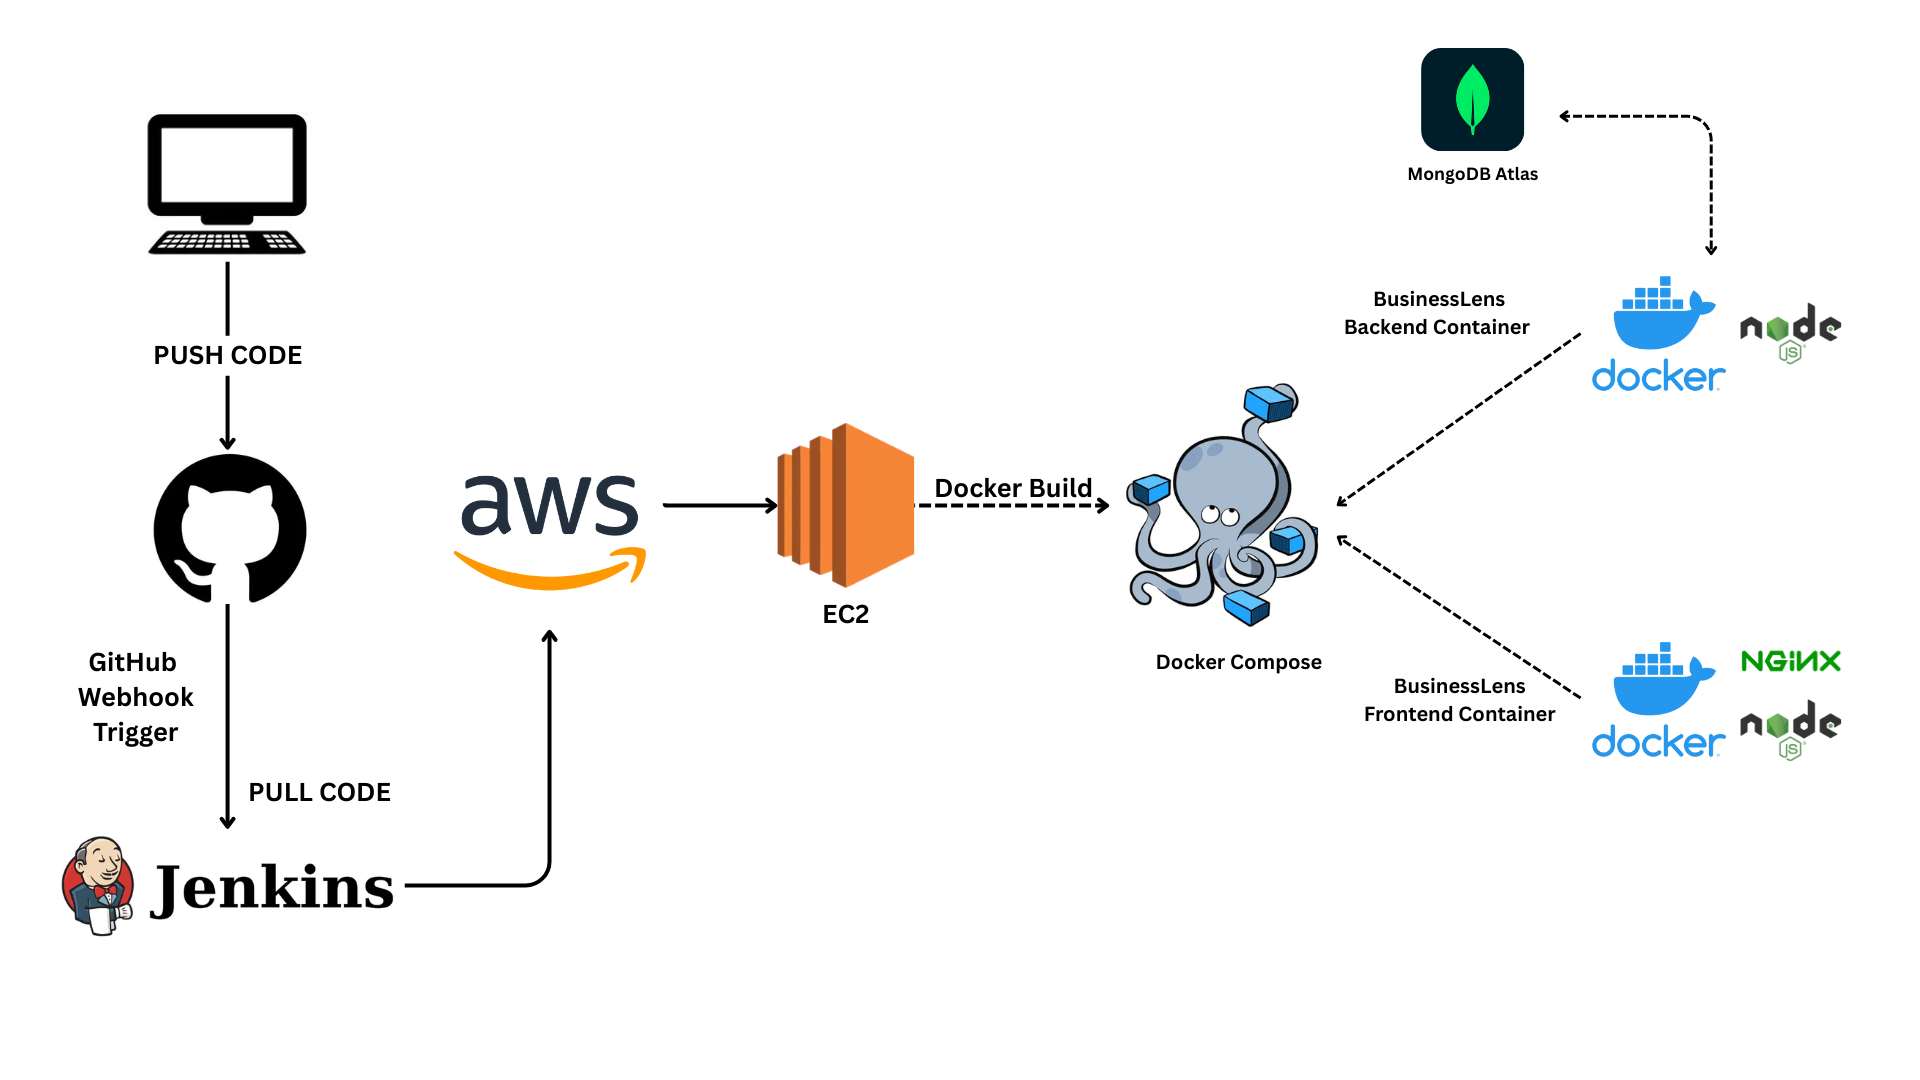 MongoDB Atlas
BusinessLens
Backend Container
docker
node
JS
PUSH CODE
aws
Docker Build
EC2
Docker Compose
GitHub
Webhook
Trigger
PULL CODE
Jenkins
BusinessLens
Frontend Container
docker
NGINX
node
JS